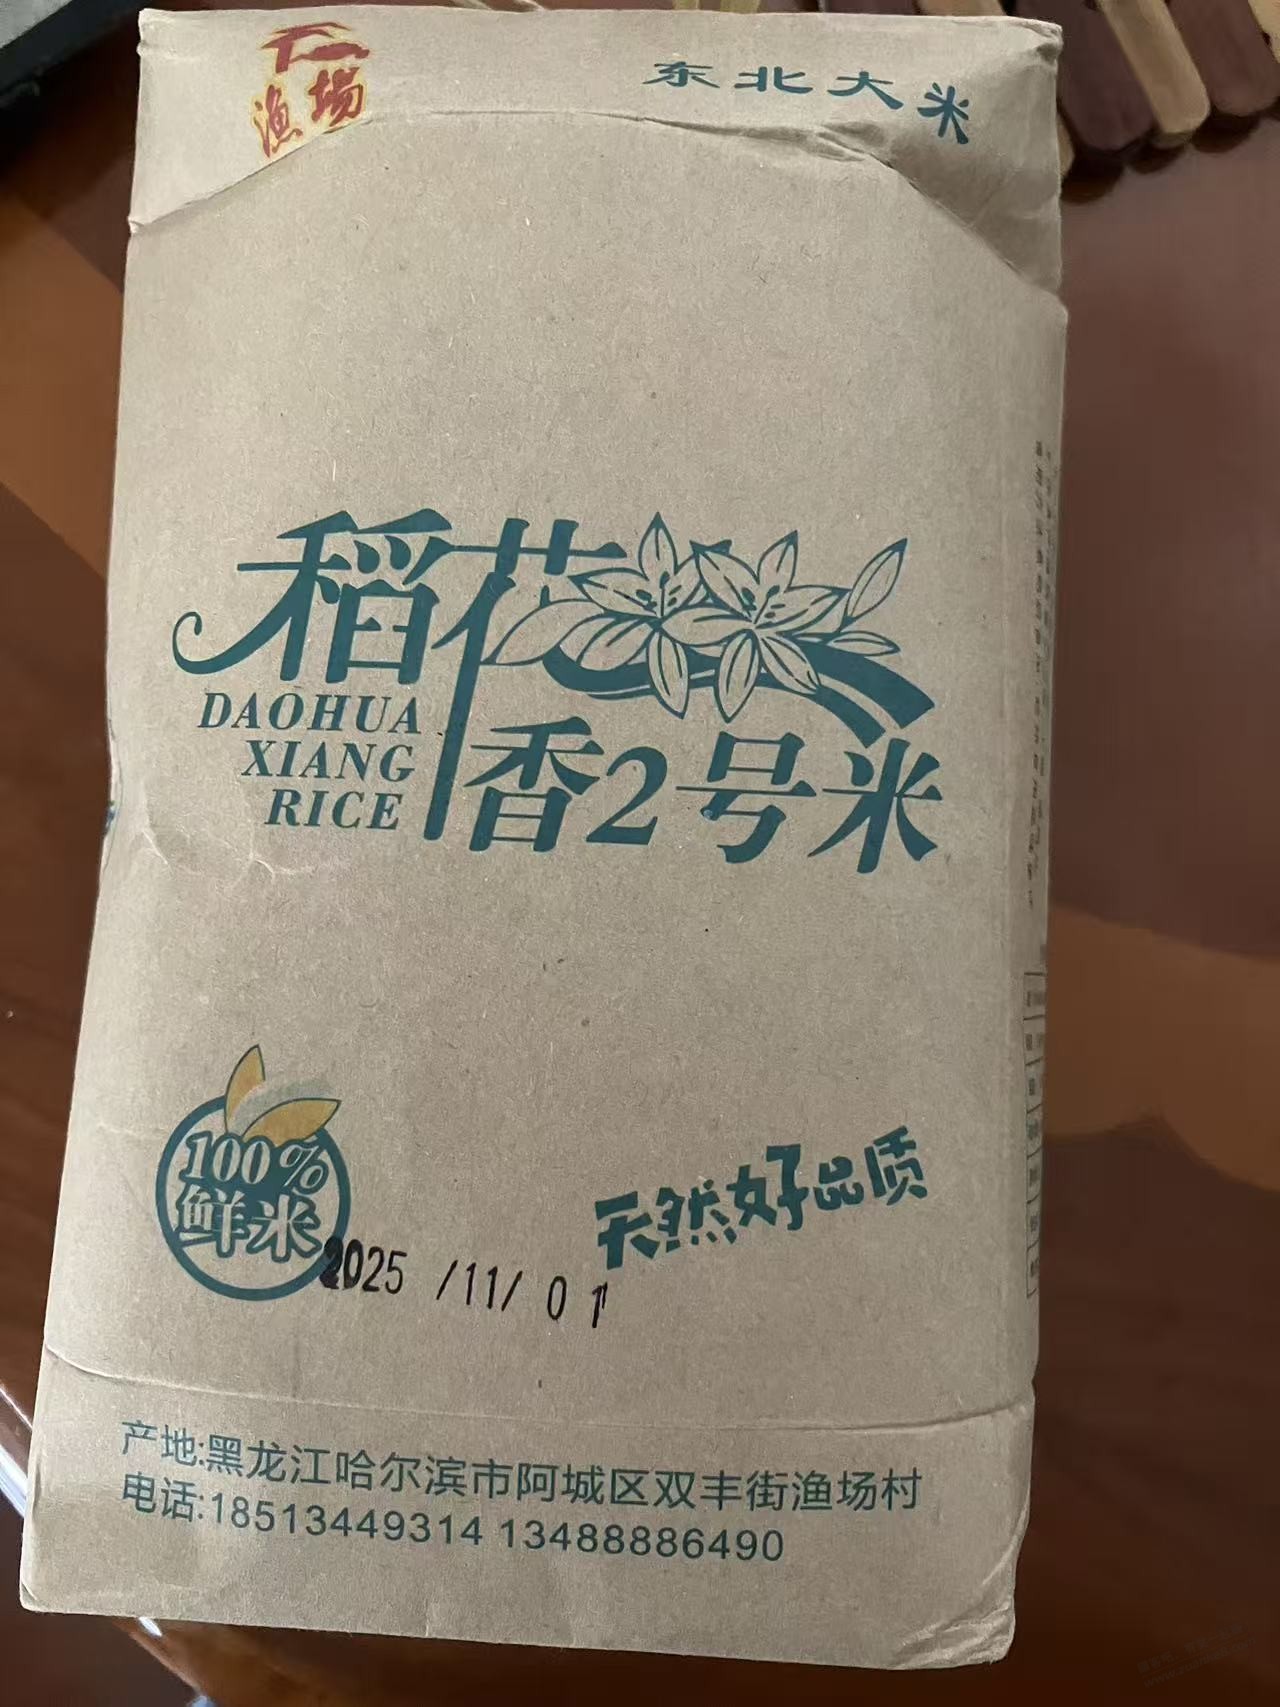 渔場
东北大米
稻花
DAOHUA
XIANG
RICE
香2号米
100%
鲜米
天然好品质
2025 /11/ 01
产地:黑龙江哈尔滨市阿城区双丰街渔场村
电话:18513449314 13488886490